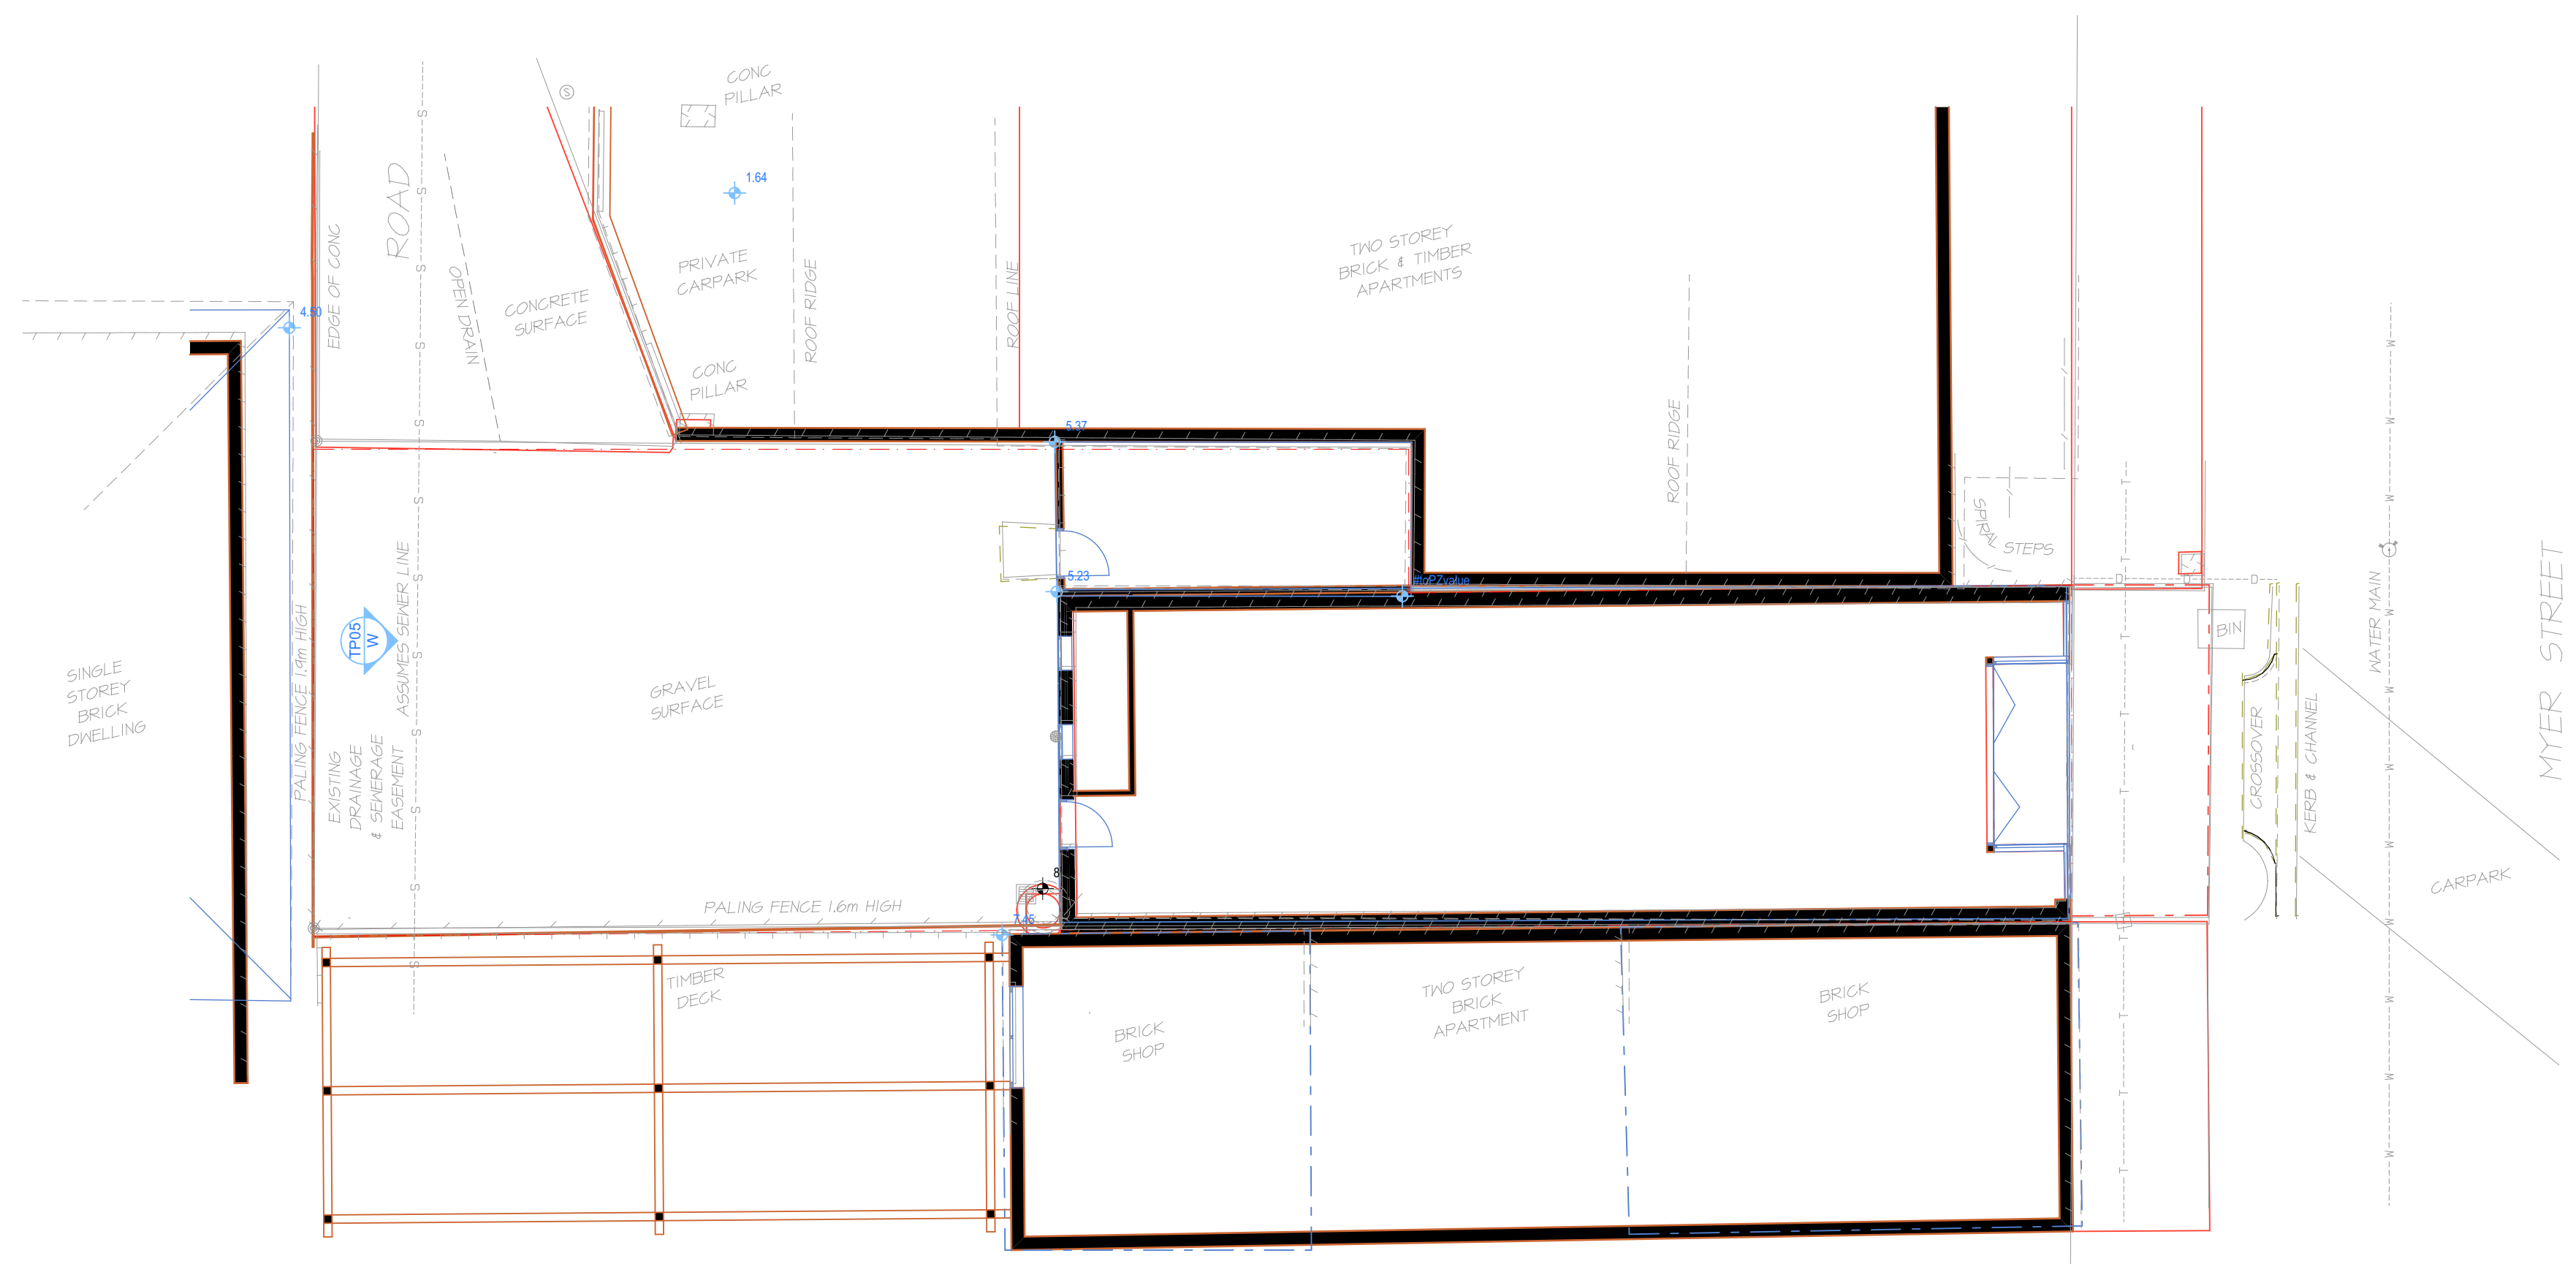 CONC
PILLAR
S
1.64
ROAD
EDGE OF CONC
OPEN DRAIN
CONCRETE
SURFACE
PRIVATE
CARPARK
ROOF RIDGE
ROOF LINE
TWO STOREY
BRICK & TIMBER
APARTMENTS
4.50
CONC
PILLAR
5.37
ROOF RIDGE
SPIRAL
STEPS
5.23
#toPZvalue
D
D
D
BIN
WATER MAIN
MYER STREET
TP05
W
ASSUMES SEWER LINE
PALING FENCE 1.9m HIGH
SINGLE
STOREY
BRICK
DWELLING
GRAVEL
SURFACE
EXISTING
DRAINAGE
& SEWERAGE
EASEMENT
CROSSOVER
KERB & CHANNEL
CARPARK
8
7.45
PALING FENCE 1.6m HIGH
TIMBER
DECK
BRICK
SHOP
TWO STOREY
BRICK
APARTMENT
BRICK
SHOP